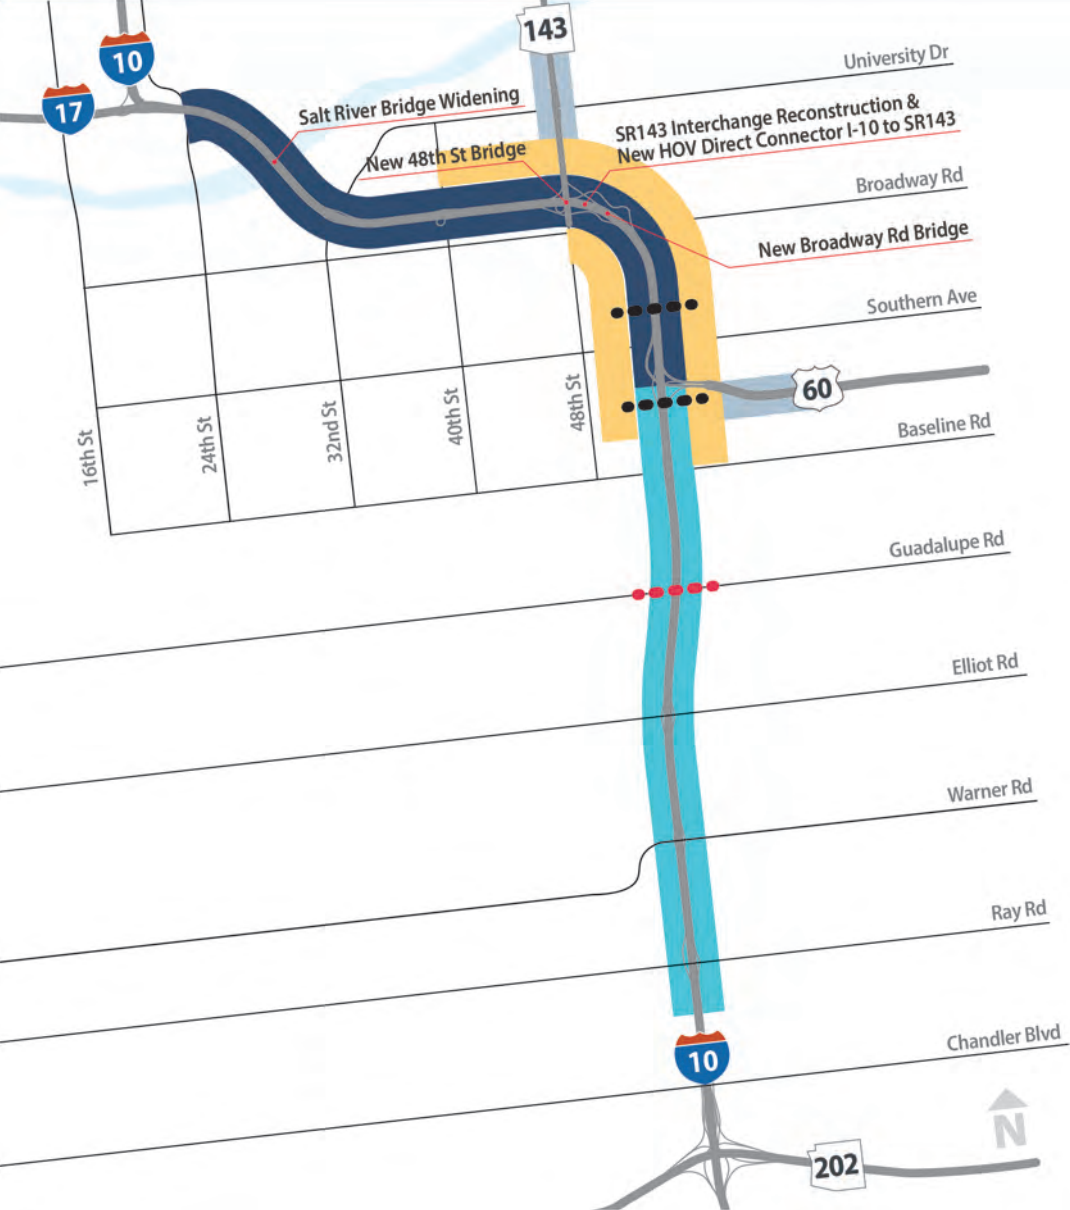 143
10
University Dr
17
Salt River Bridge Widening
SR143 Interchange Reconstruction &
New HOV Direct Connector I-10 to SR143
New 48th St Bridge
Broadway Rd
New Broadway Rd Bridge
Southern Ave
60
16th St
24th St
32nd St
40th St
48th St
Baseline Rd
Guadalupe Rd
Elliot Rd
Warner Rd
Ray Rd
Chandler Blvd
10
N
202